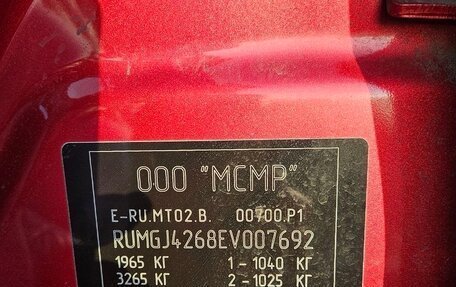 ООО "МСМР"
E-RU.MT02.B. 00700.P1
RUMGJ4268EV007692
1965 КГ 1 - 1040 КГ
3265 КГ 2 - 1025 КГ